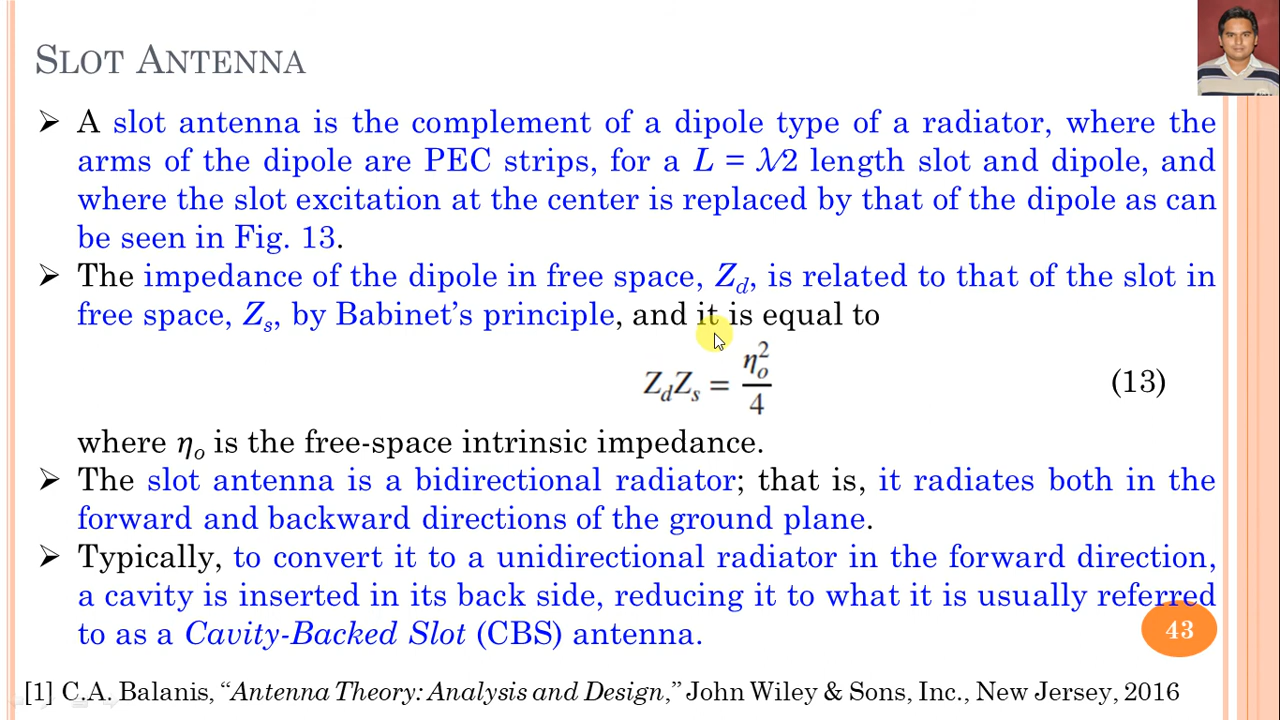 SLOT ANTENNA
➢ A slot antenna is the complement of a dipole type of a radiator, where the
arms of the dipole are PEC strips, for a L = λ/2 length slot and dipole, and
where the slot excitation at the center is replaced by that of the dipole as can
be seen in Fig. 13.
➢ The impedance of the dipole in free space, Z_d, is related to that of the slot in
free space, Z_s, by Babinet's principle, and it is equal to
Z_d Z_s = η_o^2 / 4 (13)
where η_o is the free-space intrinsic impedance.
➢ The slot antenna is a bidirectional radiator; that is, it radiates both in the
forward and backward directions of the ground plane.
➢ Typically, to convert it to a unidirectional radiator in the forward direction,
a cavity is inserted in its back side, reducing it to what it is usually referred
to as a Cavity-Backed Slot (CBS) antenna.
43
[1] C.A. Balanis, “Antenna Theory: Analysis and Design,” John Wiley & Sons, Inc., New Jersey, 2016